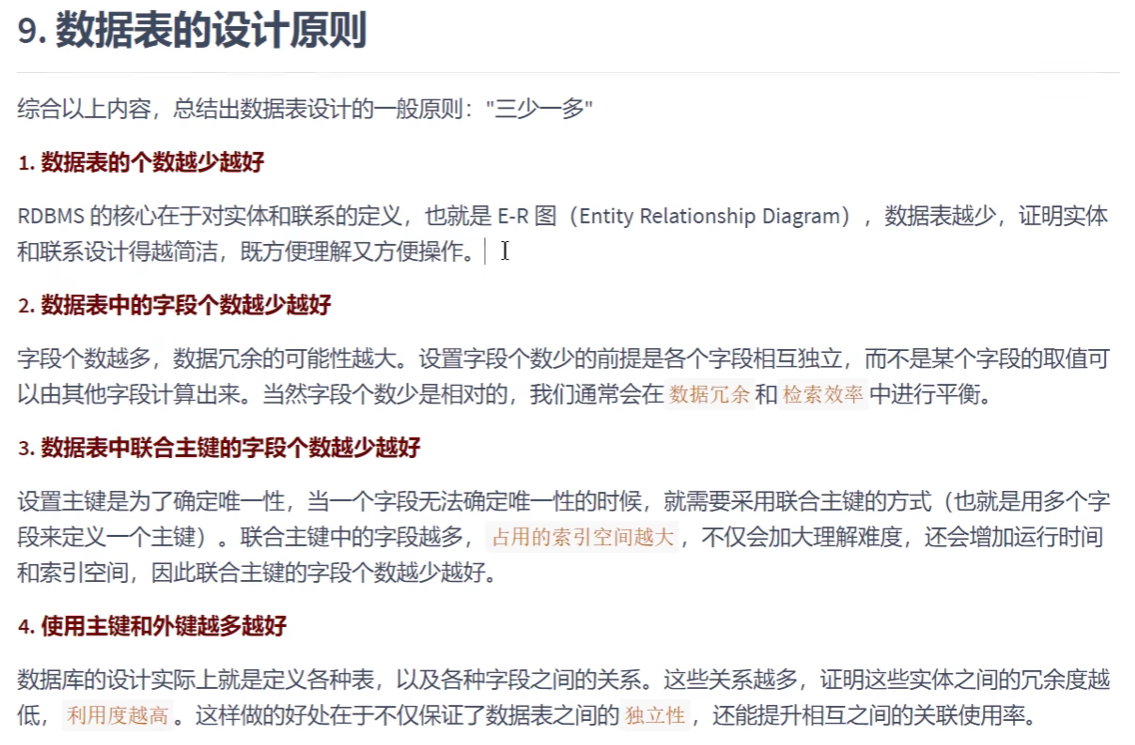 9. 数据表的设计原则
综合以上内容，总结出数据表设计的一般原则："三少一多"
1. 数据表的个数越少越好
RDBMS 的核心在于对实体和联系的定义，也就是 E-R 图（Entity Relationship Diagram），数据表越少，证明实体
和联系设计得越简洁，既方便理解又方便操作。
2. 数据表中的字段个数越少越好
字段个数越多，数据冗余的可能性越大。设置字段个数少的前提是各个字段相互独立，而不是某个字段的取值可
以由其他字段计算出来。当然字段个数少是相对的，我们通常会在 数据冗余 和 检索效率 中进行平衡。
3. 数据表中联合主键的字段个数越少越好
设置主键是为了确定唯一性，当一个字段无法确定唯一性的时候，就需要采用联合主键的方式（也就是用多个字
段来定义一个主键）。联合主键中的字段越多， 占用的索引空间越大 ，不仅会加大理解难度，还会增加运行时间
和索引空间，因此联合主键的字段个数越少越好。
4. 使用主键和外键越多越好
数据库的设计实际上就是定义各种表，以及各种字段之间的关系。这些关系越多，证明这些实体之间的冗余度越
低， 利用度越高 。这样做的好处在于不仅保证了数据表之间的 独立性 ，还能提升相互之间的关联使用率。